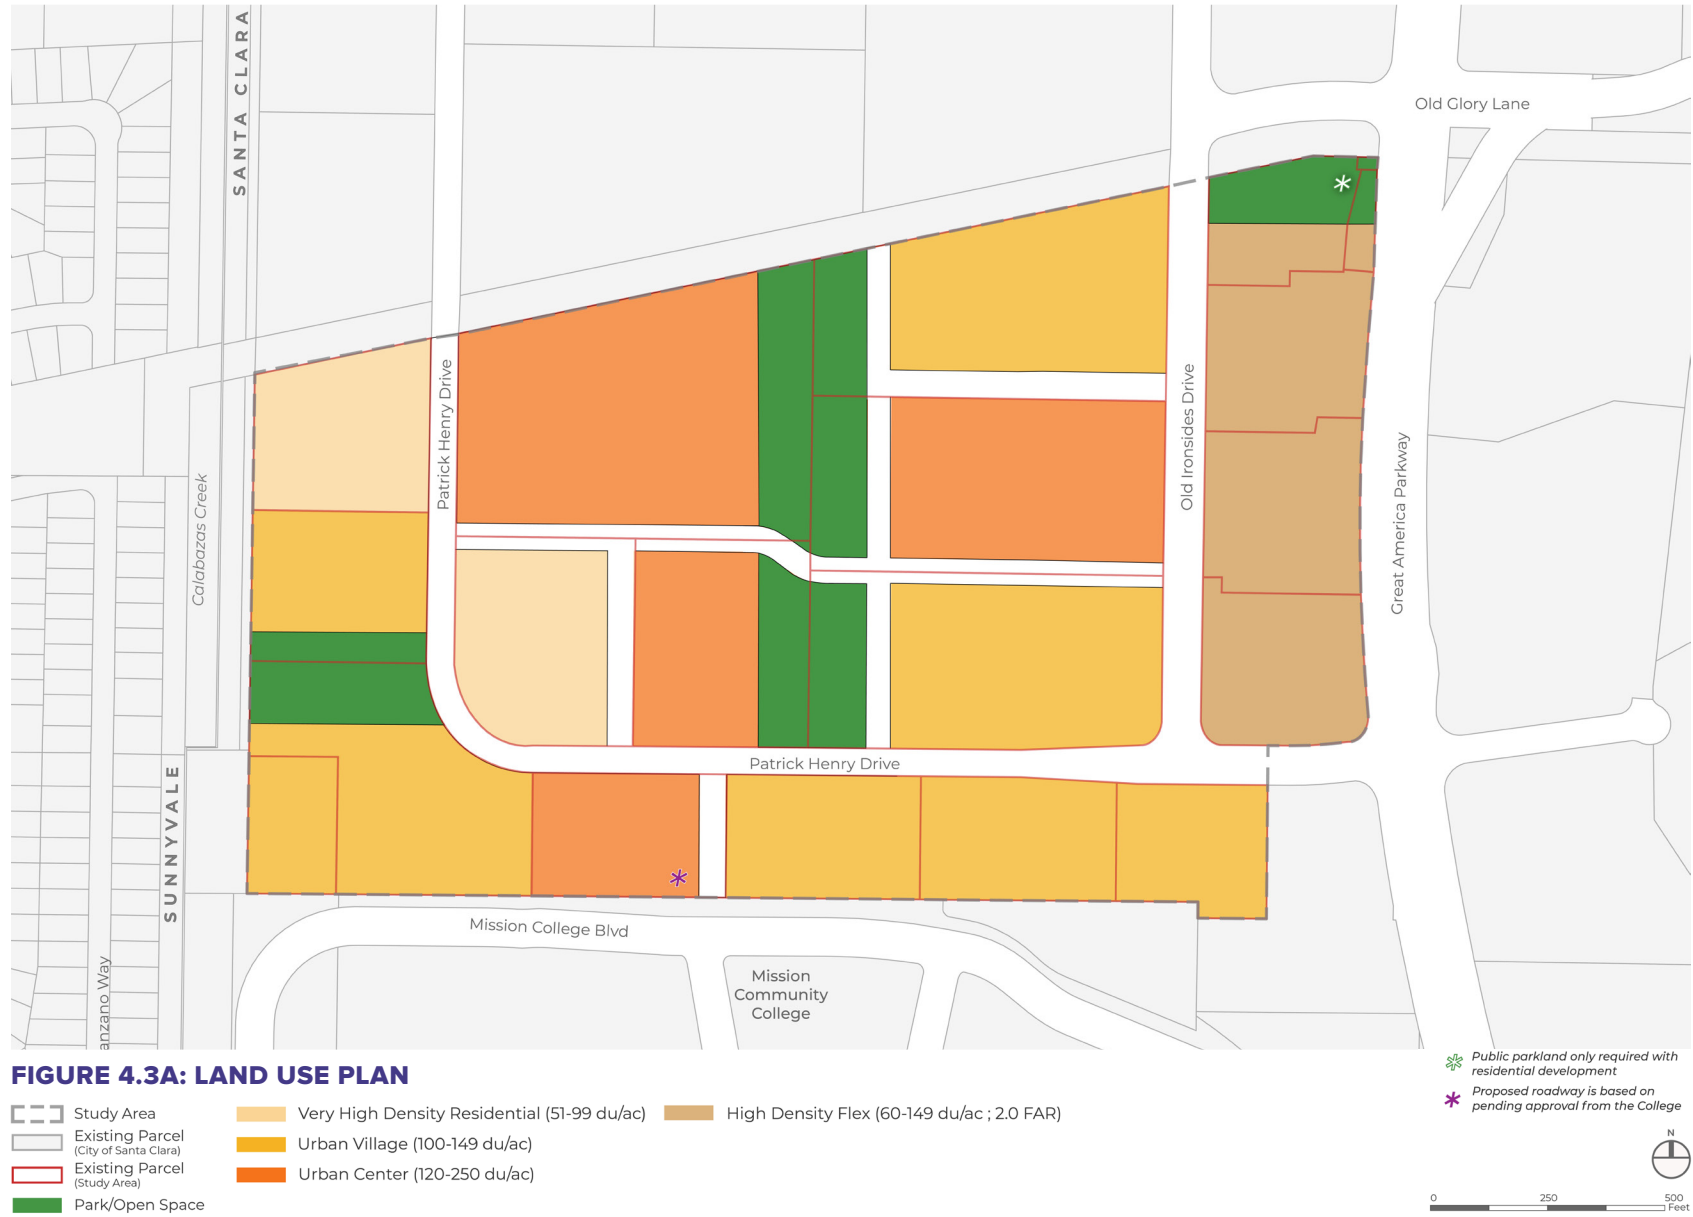 SANTA CLARA
Old Glory Lane
Patrick Henry Drive
Old Ironsides Drive
Great America Parkway
Calabazas Creek
Patrick Henry Drive
SUNNYVALE
Mission College Blvd
anzano Way
Mission
Community
College
FIGURE 4.3A: LAND USE PLAN
Study Area
Existing Parcel
(City of Santa Clara)
Existing Parcel
(Study Area)
Park/Open Space
Very High Density Residential (51-99 du/ac)
Urban Village (100-149 du/ac)
Urban Center (120-250 du/ac)
High Density Flex (60-149 du/ac ; 2.0 FAR)
Public parkland only required with
residential development
Proposed roadway is based on
pending approval from the College
N
0 250 500
Feet